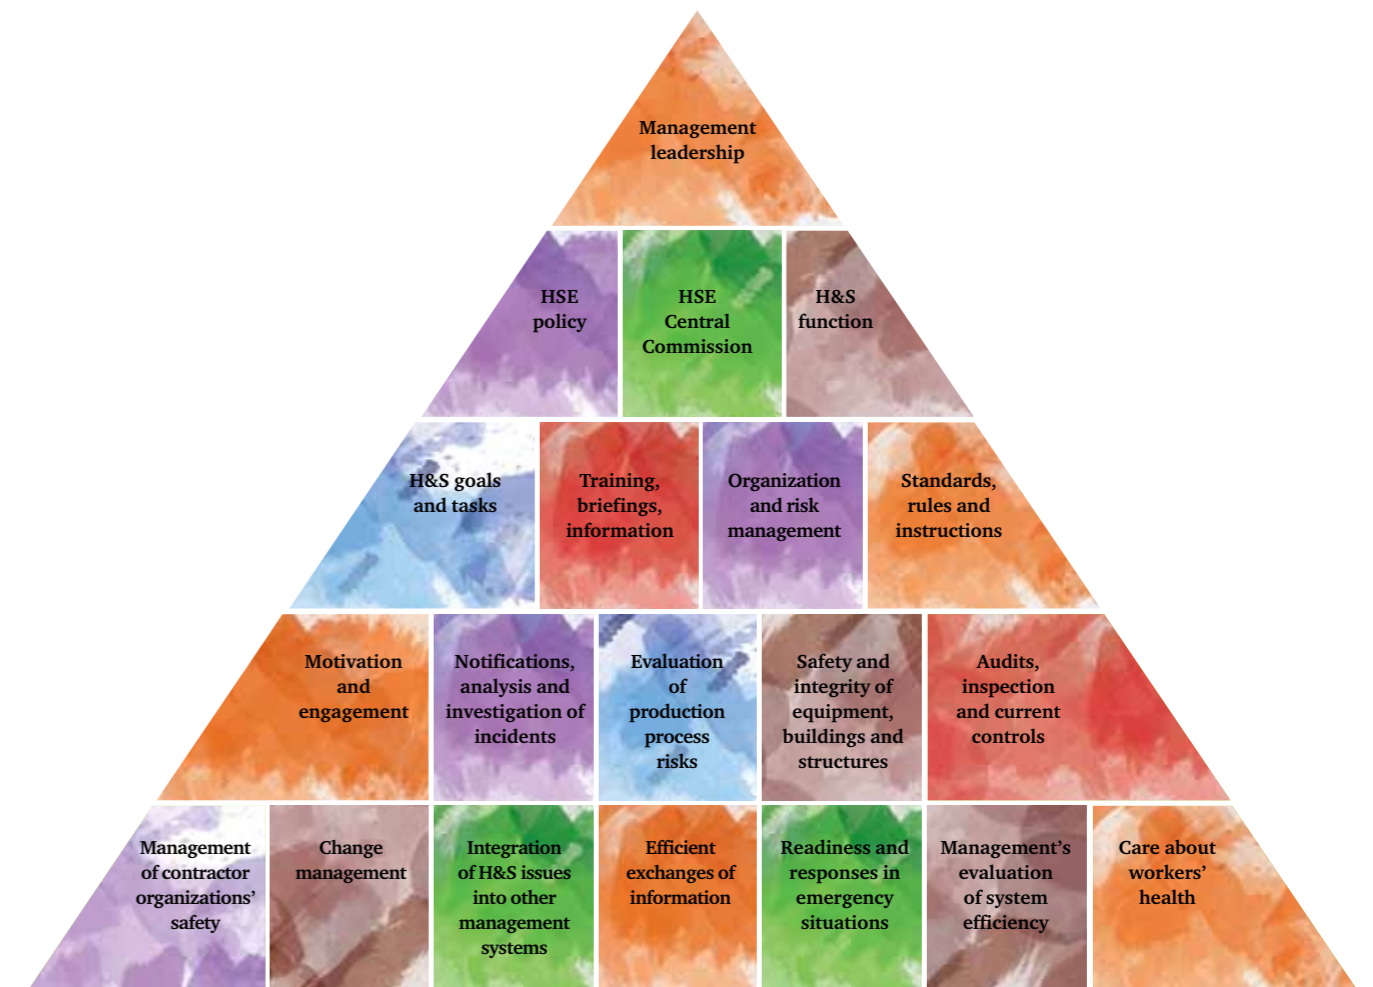 Management
leadership
HSE
policy
HSE
Central
Commission
H&S
function
H&S goals
and tasks
Training,
briefings,
information
Organization
and risk
management
Standards,
rules and
instructions
Motivation
and
engagement
Notifications,
analysis and
investigation of
incidents
Evaluation
of
production
process
risks
Safety and
integrity of
equipment,
buildings and
structures
Audits,
inspection
and current
controls
Management
of contractor
organizations’
safety
Change
management
Integration
of H&S issues
into other
management
systems
Efficient
exchanges of
information
Readiness and
responses in
emergency
situations
Management’s
evaluation
of system
efficiency
Care about
workers’
health